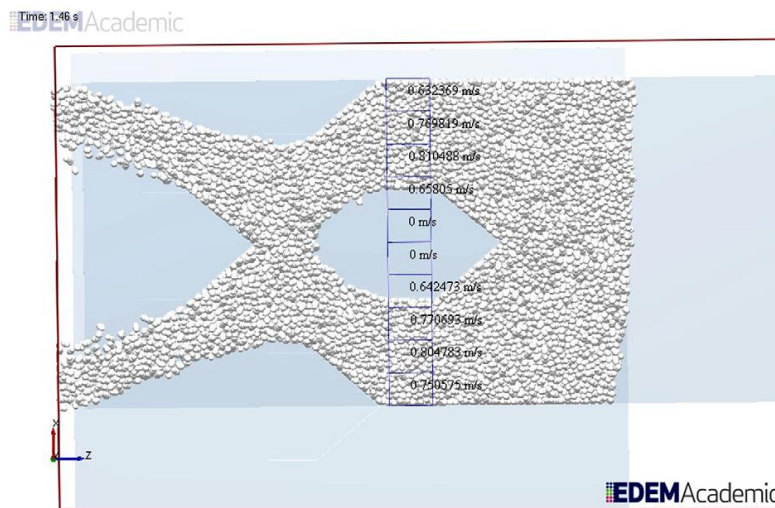 Time: 1.46 s
EDEMAcademic
0.632369 m/s
0.769819 m/s
0.810488 m/s
0.65805 m/s
0 m/s
0 m/s
0.642473 m/s
0.770693 m/s
0.804783 m/s
0.750575 m/s
X
Z
EDEMAcademic